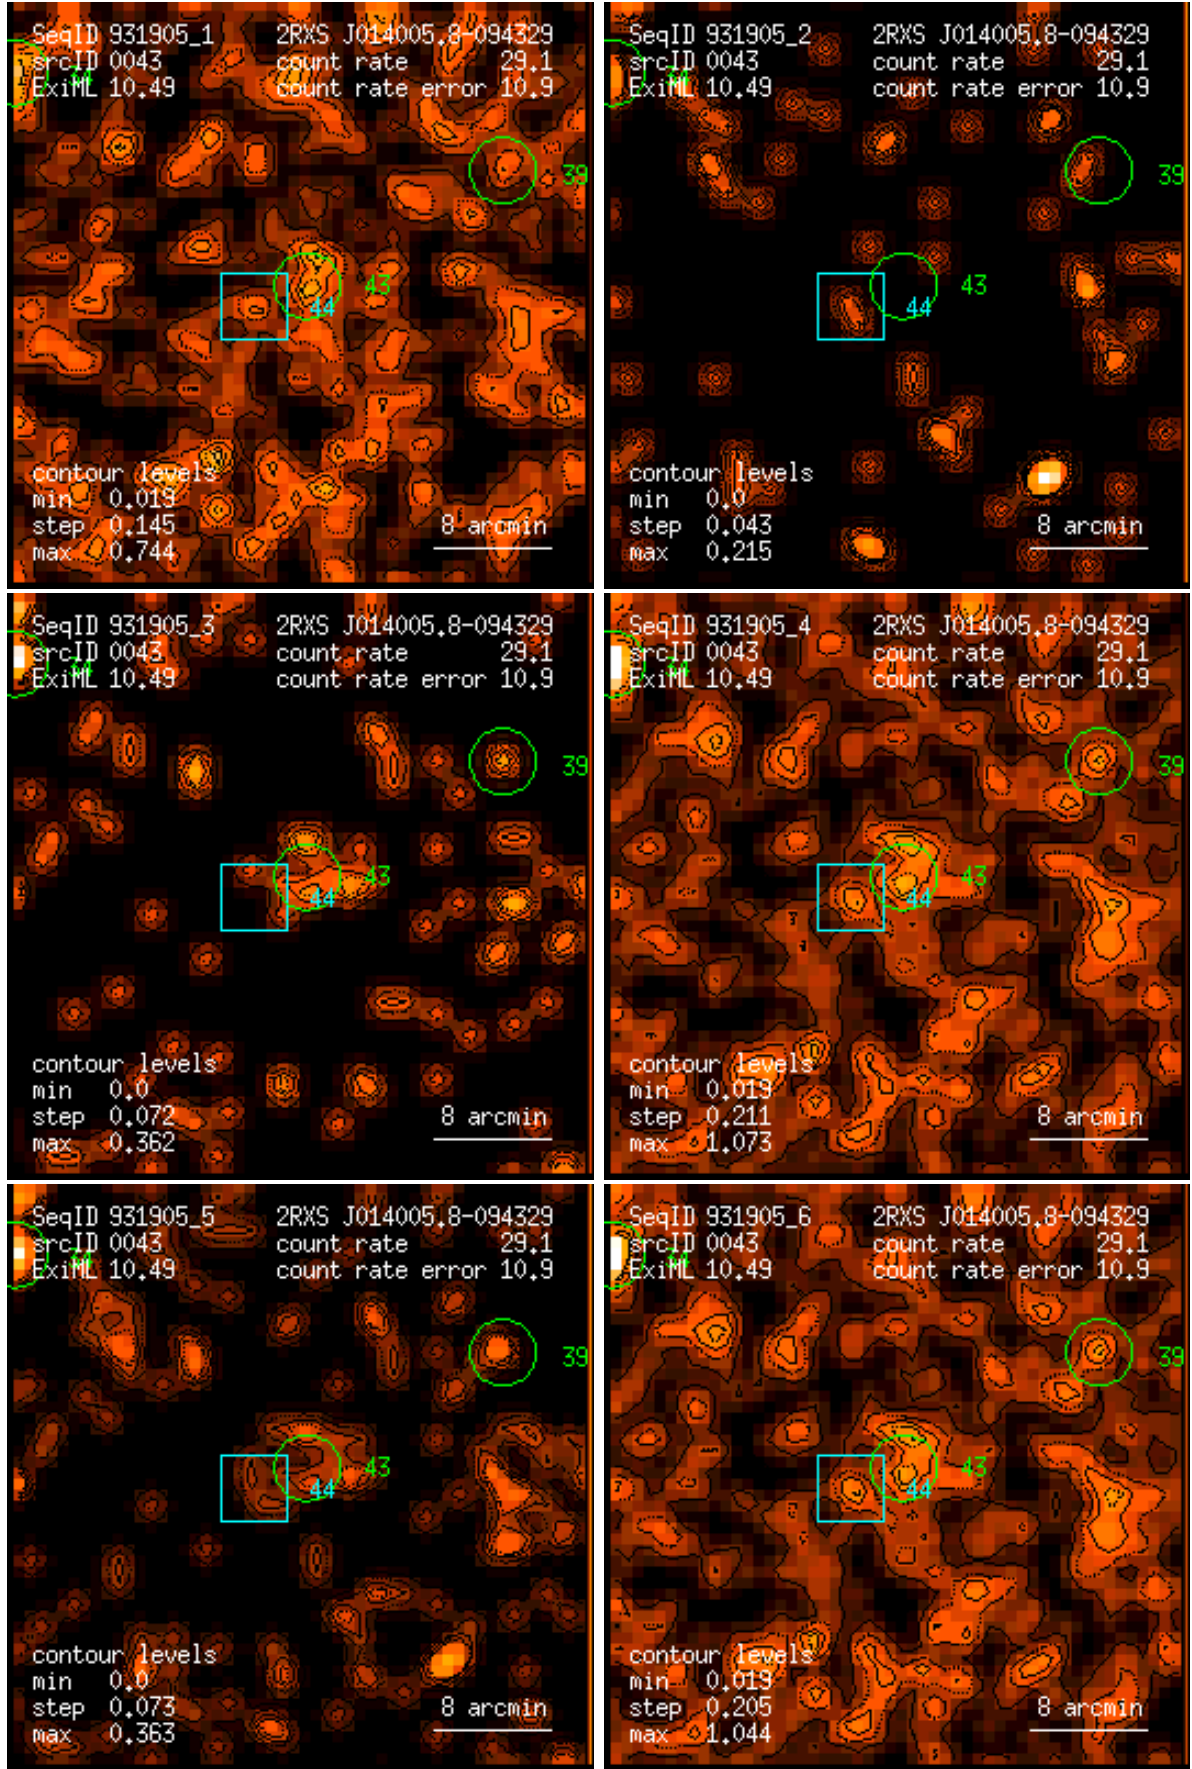 SeqID 931905_1 2RXS J014005.8-094329
srcID 0043 count rate 29.1
ExiML 10.49 count rate error 10.9
34
39
43
44
contour levels
min 0.019
step 0.145 8 arcmin
max 0.744
SeqID 931905_2 2RXS J014005.8-094329
srcID 0043 count rate 29.1
ExiML 10.49 count rate error 10.9
34
39
43
44
contour levels
min 0.0
step 0.043 8 arcmin
max 0.215
SeqID 931905_3 2RXS J014005.8-094329
srcID 0043 count rate 29.1
ExiML 10.49 count rate error 10.9
34
39
43
44
contour levels
min 0.0
step 0.072 8 arcmin
max 0.362
SeqID 931905_4 2RXS J014005.8-094329
srcID 0043 count rate 29.1
ExiML 10.49 count rate error 10.9
34
39
43
44
contour levels
min 0.019
step 0.211 8 arcmin
max 1.073
SeqID 931905_5 2RXS J014005.8-094329
srcID 0043 count rate 29.1
ExiML 10.49 count rate error 10.9
34
39
43
44
contour levels
min 0.0
step 0.073 8 arcmin
max 0.363
SeqID 931905_6 2RXS J014005.8-094329
srcID 0043 count rate 29.1
ExiML 10.49 count rate error 10.9
34
39
43
44
contour levels
min 0.019
step 0.205 8 arcmin
max 1.044